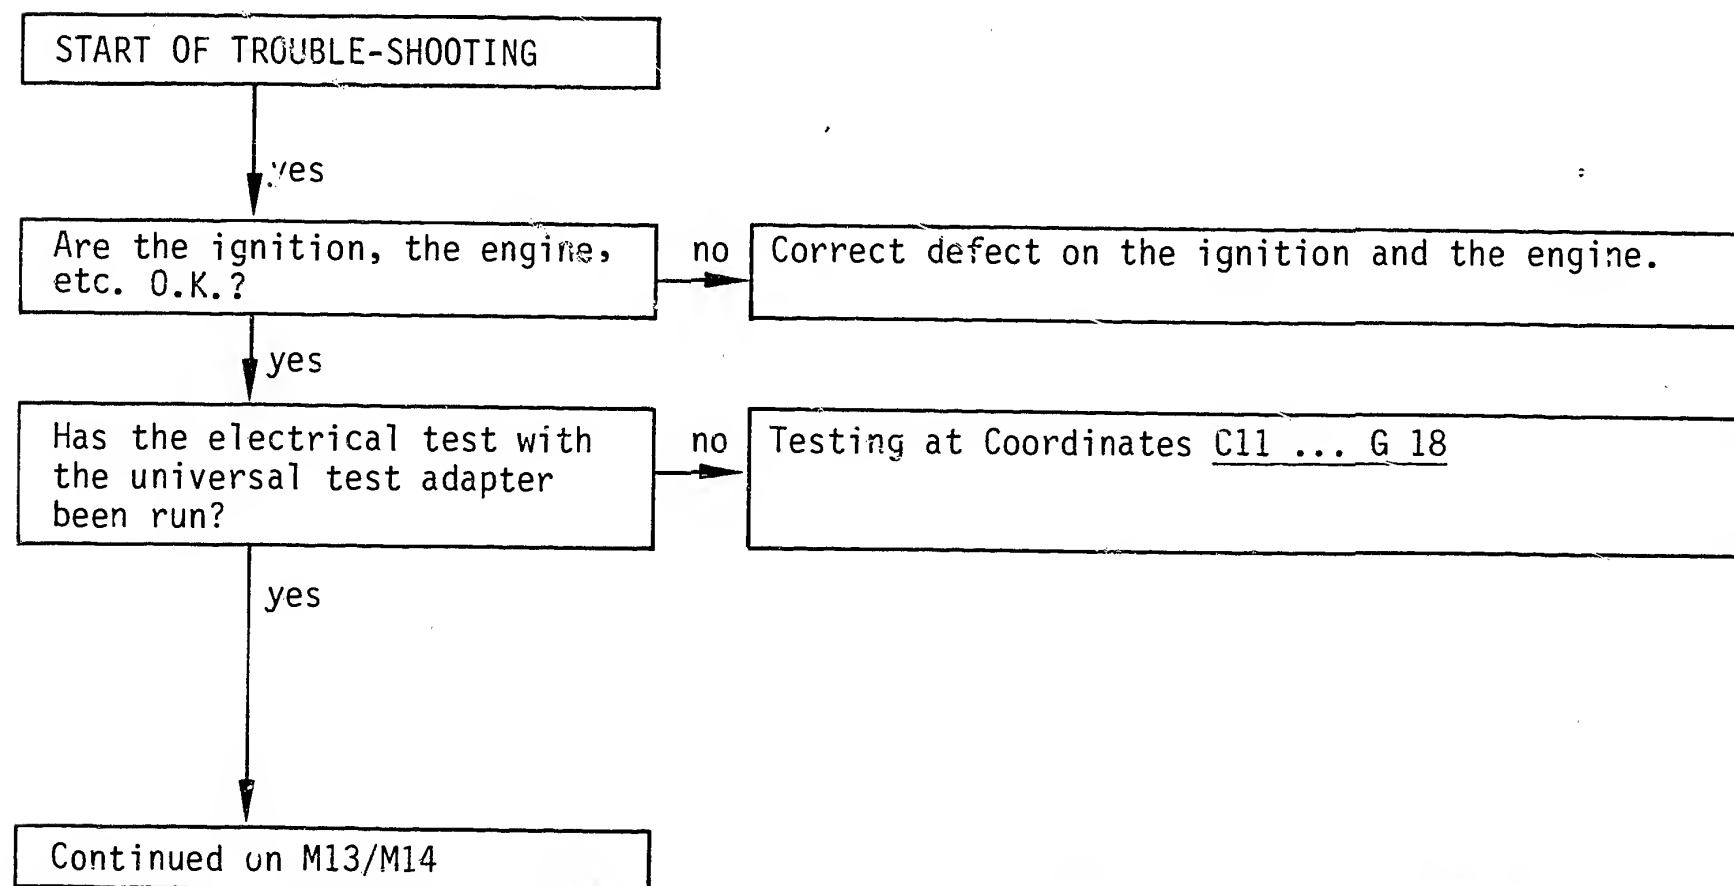 START OF TROUBLE-SHOOTING
yes
Are the ignition, the engine,
etc. O.K.?
no
Correct defect on the ignition and the engine.
yes
Has the electrical test with
the universal test adapter
been run?
no
Testing at Coordinates C11 ... G 18
yes
Continued on M13/M14